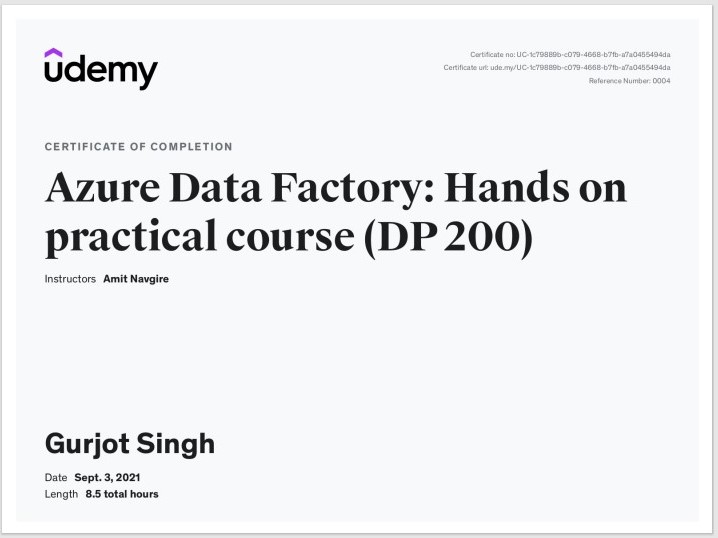 udemy
Certificate no: UC-1c79889b-c079-4668-b7fb-a7a0455494da
Certificate url: ude.my/UC-1c79889b-c079-4668-b7fb-a7a0455494da
Reference Number: 0004
CERTIFICATE OF COMPLETION
Azure Data Factory: Hands on
practical course (DP 200)
Instructors Amit Navgire
Gurjot Singh
Date Sept. 3, 2021
Length 8.5 total hours